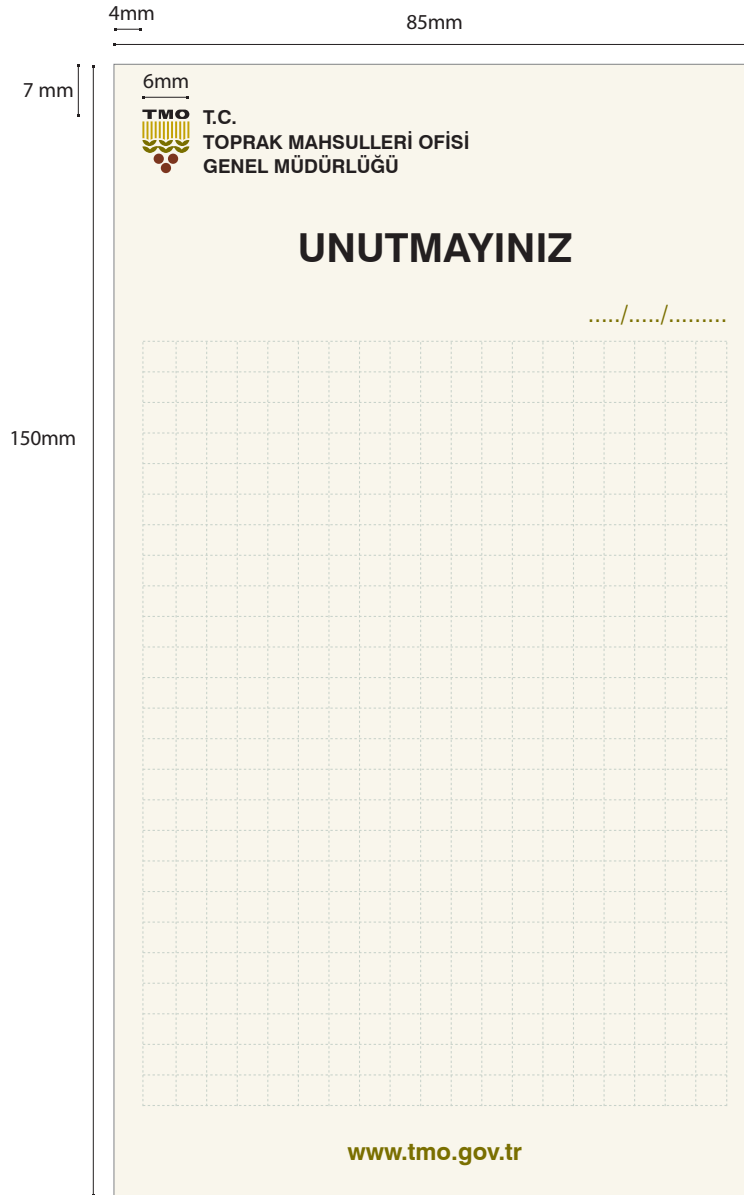 4mm
85mm
7 mm
6mm
TMO
T.C.
TOPRAK MAHSULLERİ OFİSİ
GENEL MÜDÜRLÜĞÜ
UNUTMAYINIZ
...../...../.........
150mm
www.tmo.gov.tr